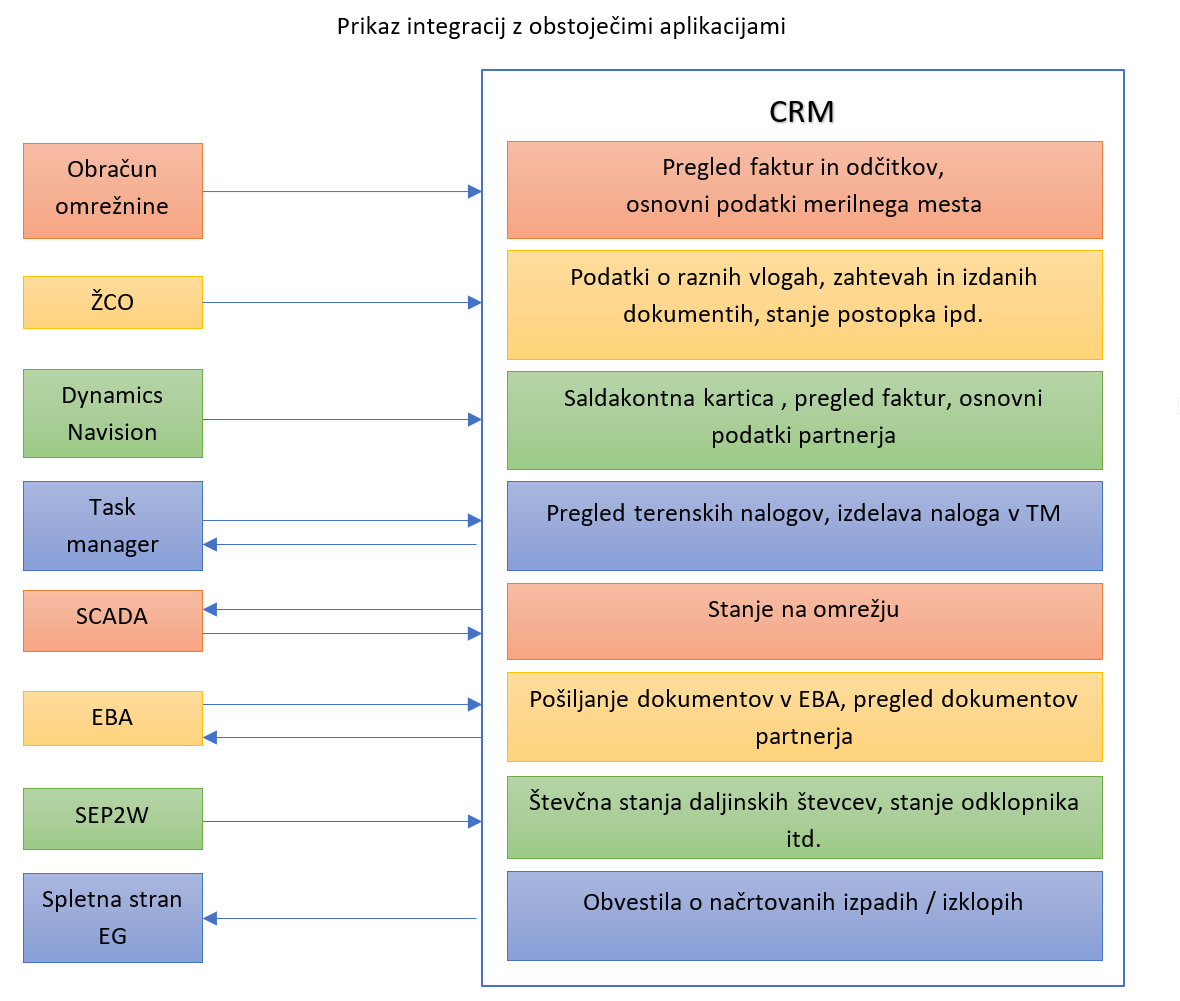 Prikaz integracij z obstoječimi aplikacijami
CRM
Obračun
omrežnine
Pregled faktur in odčitkov,
osnovni podatki merilnega mesta
ŽCO
Podatki o raznih vlogah, zahtevah in izdanih
dokumentih, stanje postopka ipd.
Dynamics
Navision
Saldakontna kartica , pregled faktur, osnovni
podatki partnerja
Task
manager
Pregled terenskih nalogov, izdelava naloga v TM
SCADA
Stanje na omrežju
EBA
Pošiljanje dokumentov v EBA, pregled dokumentov
partnerja
SEP2W
Števčna stanja daljinskih števcev, stanje odklopnika
itd.
Spletna stran
EG
Obvestila o načrtovanih izpadih / izklopih